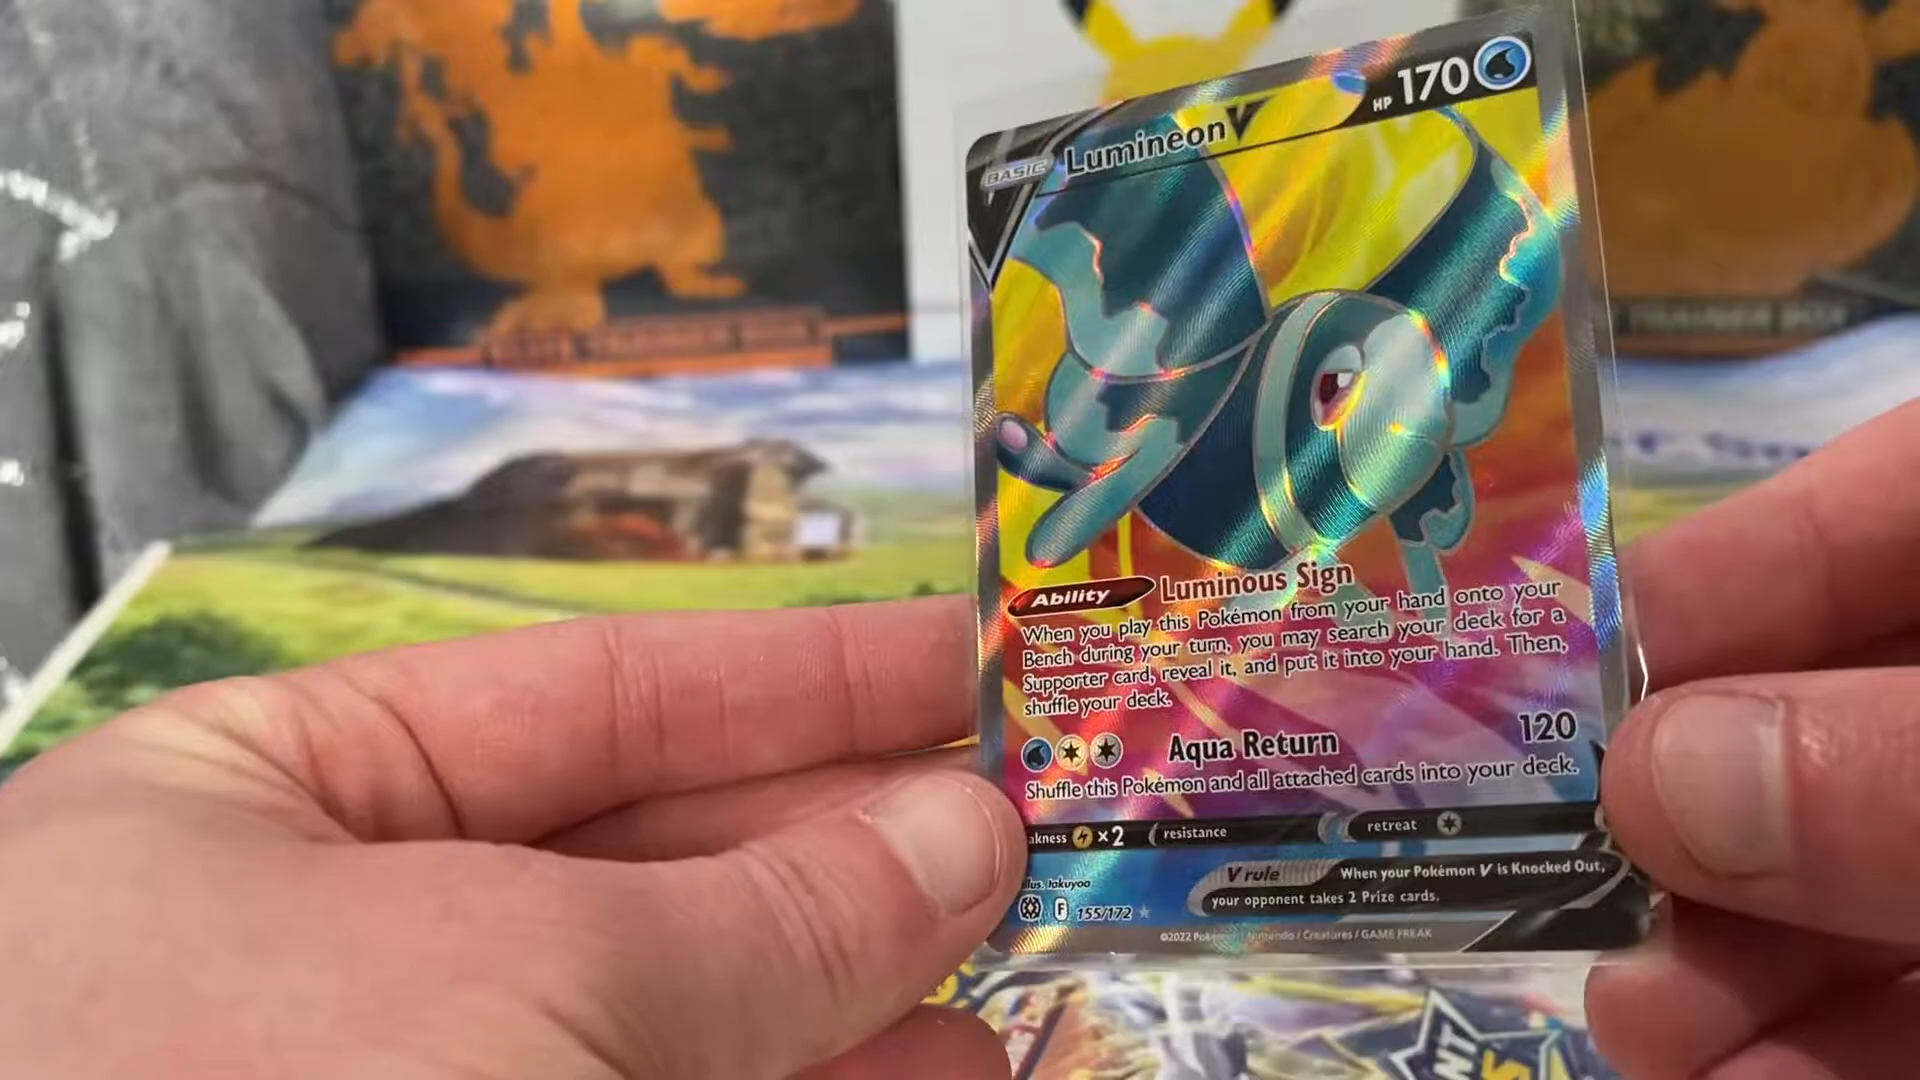 BASIC Lumineon V HP 170
Ability Luminous Sign
When you play this Pokémon from your hand onto your
Bench during your turn, you may search your deck for a
Supporter card, reveal it, and put it into your hand. Then,
shuffle your deck.
Aqua Return 120
Shuffle this Pokémon and all attached cards into your deck.
akness ×2 resistance retreat
V rule When your Pokémon V is Knocked Out,
your opponent takes 2 Prize cards.
illus. takuyoa
F 155/172
©2022 Pokémon / Nintendo / Creatures / GAME FREAK
TRAINER BOX